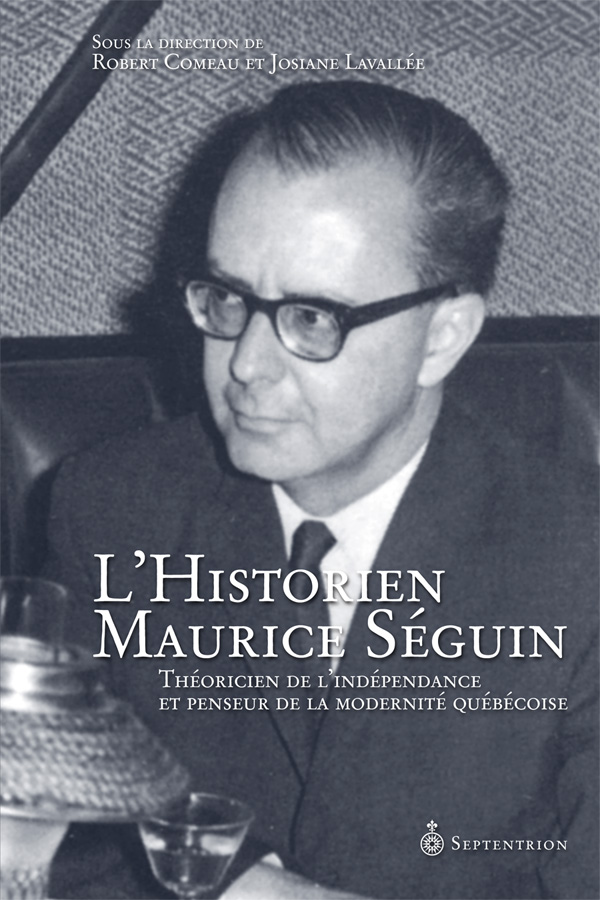 Sous la direction de
Robert Comeau et Josiane Lavallée
L'Historien
Maurice Séguin
Théoricien de l'indépendance
et penseur de la modernité québécoise
Septentrion